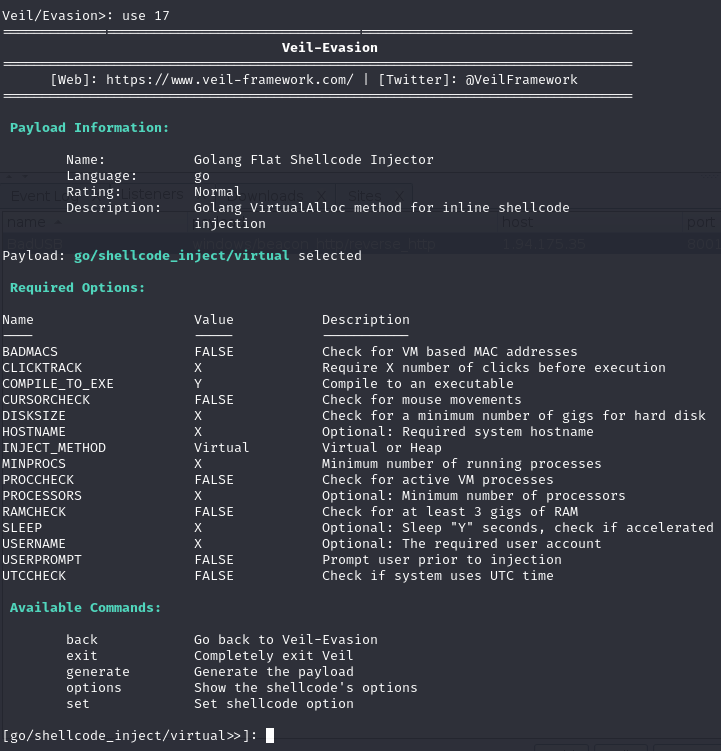 Veil/Evasion>: use 17
Veil-Evasion
[Web]: https://www.veil-framework.com/ | [Twitter]: @VeilFramework
Payload Information:
Name: Golang Flat Shellcode Injector
Language: go
Rating: Normal
Description: Golang VirtualAlloc method for inline shellcode
injection
Payload: go/shellcode_inject/virtual selected
Required Options:
Name Value Description
BADMACS FALSE Check for VM based MAC addresses
CLICKTRACK X Require X number of clicks before execution
COMPILE_TO_EXE Y Compile to an executable
CURSORCHECK FALSE Check for mouse movements
DISKSIZE X Check for a minimum number of gigs for hard disk
HOSTNAME X Optional: Required system hostname
INJECT_METHOD Virtual Virtual or Heap
MINPROCS X Minimum number of running processes
PROCCHECK FALSE Check for active VM processes
PROCESSORS X Optional: Minimum number of processors
RAMCHECK FALSE Check for at least 3 gigs of RAM
SLEEP X Optional: Sleep "Y" seconds, check if accelerated
USERNAME X Optional: The required user account
USERPROMPT FALSE Prompt user prior to injection
UTCCHECK FALSE Check if system uses UTC time
Available Commands:
back Go back to Veil-Evasion
exit Completely exit Veil
generate Generate the payload
options Show the shellcode's options
set Set shellcode option
[go/shellcode_inject/virtual>>]: